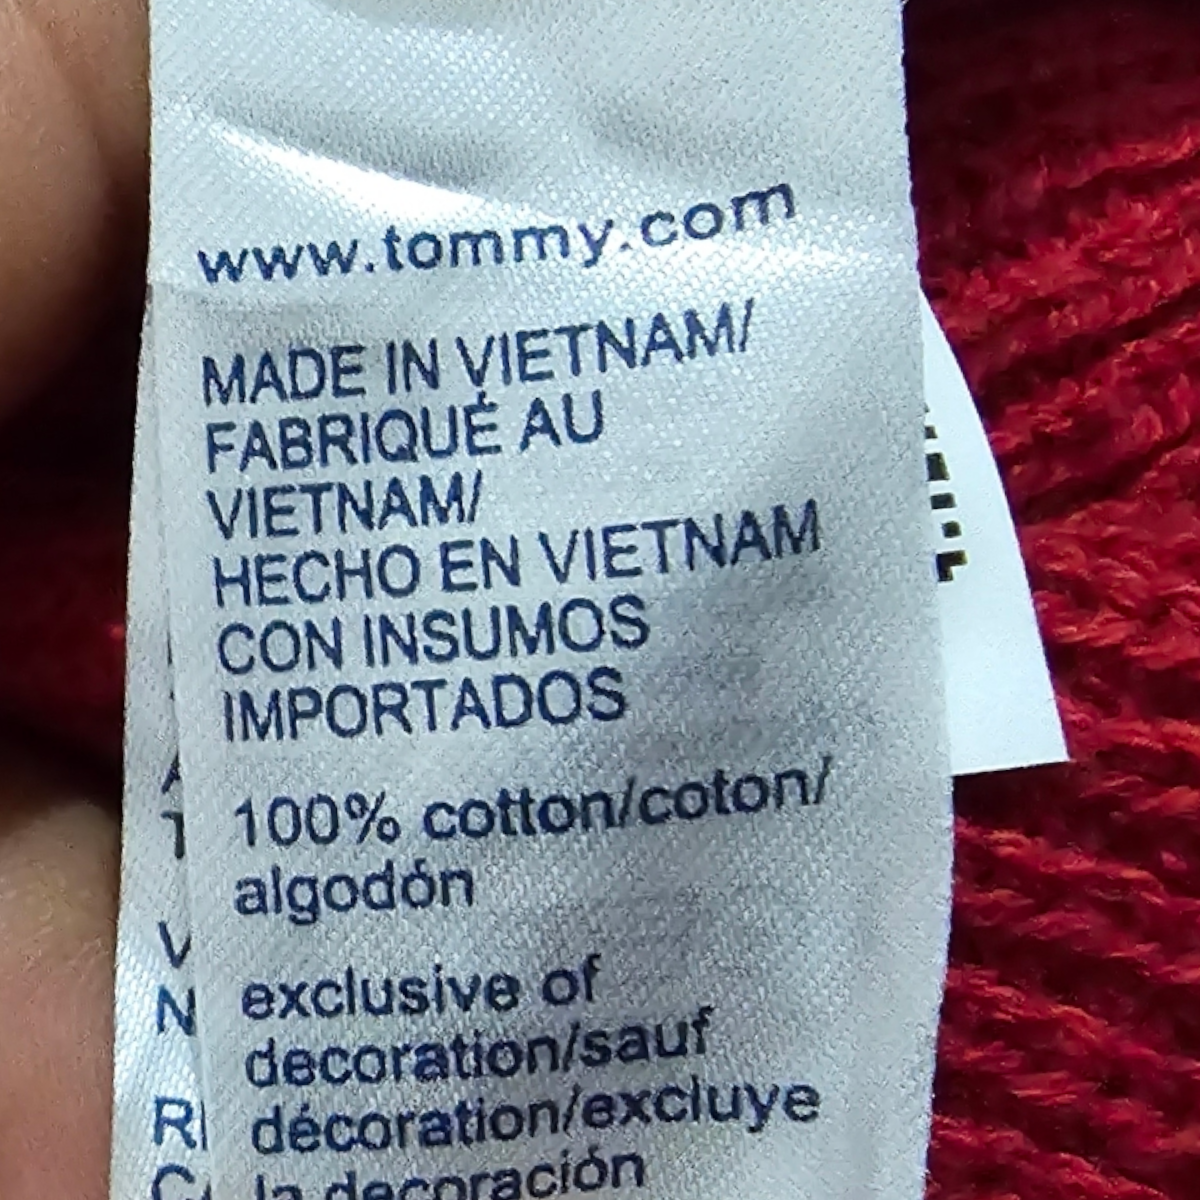 www.tommy.com
MADE IN VIETNAM/
FABRIQUÉ AU
VIETNAM/
HECHO EN VIETNAM
CON INSUMOS
IMPORTADOS
100% cotton/coton/
algodón
exclusive of
decoration/sauf
décoration/excluye
la decoración